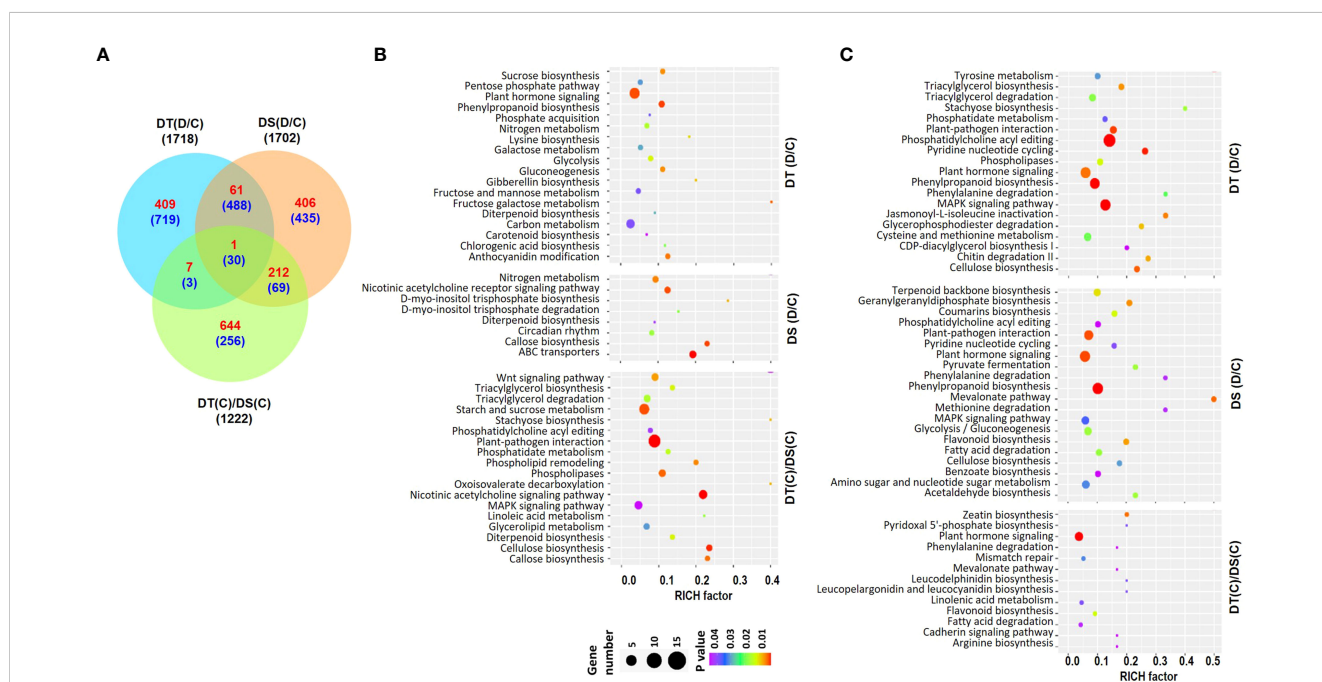 A
DT(D/C)
(1718)
DS(D/C)
(1702)
409
(719)
61
(488)
406
(435)
1
(30)
7
(3)
212
(69)
644
(256)
DT(C)/DS(C)
(1222)
B
Sucrose biosynthesis
Pentose phosphate pathway
Plant hormone signaling
Phenylpropanoid biosynthesis
Phosphate acquisition
Nitrogen metabolism
Lysine biosynthesis
Galactose metabolism
Glycolysis
Gluconeogenesis
Gibberellin biosynthesis
Fructose and mannose metabolism
Fructose galactose metabolism
Diterpenoid biosynthesis
Carbon metabolism
Carotenoid biosynthesis
Chlorogenic acid biosynthesis
Anthocyanidin modification
DT (D/C)
Nitrogen metabolism
Nicotinic acetylcholine receptor signaling pathway
D-myo-inositol trisphosphate biosynthesis
D-myo-inositol trisphosphate degradation
Diterpenoid biosynthesis
Circadian rhythm
Callose biosynthesis
ABC transporters
DS (D/C)
Wnt signaling pathway
Triacylglycerol biosynthesis
Triacylglycerol degradation
Starch and sucrose metabolism
Stachyose biosynthesis
Phosphatidylcholine acyl editing
Plant-pathogen interaction
Phosphatidate metabolism
Phospholipid remodeling
Phospholipases
Oxoisovalerate decarboxylation
Nicotinic acetylcholine signaling pathway
MAPK signaling pathway
Linoleic acid metabolism
Glycerolipid metabolism
Diterpenoid biosynthesis
Cellulose biosynthesis
Callose biosynthesis
DT(C)/DS(C)
0.0 0.1 0.2 0.3 0.4
RICH factor
Gene number
5 10 15
P value
0.04 0.03 0.02 0.01
C
Tyrosine metabolism
Triacylglycerol biosynthesis
Triacylglycerol degradation
Stachyose biosynthesis
Phosphatidate metabolism
Plant-pathogen interaction
Phosphatidylcholine acyl editing
Pyridine nucleotide cycling
Phospholipases
Plant hormone signaling
Phenylpropanoid biosynthesis
Phenylalanine degradation
MAPK signaling pathway
Jasmonoyl-L-isoleucine inactivation
Glycerophosphodiester degradation
Cysteine and methionine metabolism
CDP-diacylglycerol biosynthesis I
Chitin degradation II
Cellulose biosynthesis
DT (D/C)
Terpenoid backbone biosynthesis
Geranylgeranyldiphosphate biosynthesis
Coumarins biosynthesis
Phosphatidylcholine acyl editing
Plant-pathogen interaction
Pyridine nucleotide cycling
Plant hormone signaling
Pyruvate fermentation
Phenylalanine degradation
Phenylpropanoid biosynthesis
Mevalonate pathway
Methionine degradation
MAPK signaling pathway
Glycolysis / Gluconeogenesis
Flavonoid biosynthesis
Fatty acid degradation
Cellulose biosynthesis
Benzoate biosynthesis
Amino sugar and nucleotide sugar metabolism
Acetaldehyde biosynthesis
DS (D/C)
Zeatin biosynthesis
Pyridoxal 5'-phosphate biosynthesis
Plant hormone signaling
Phenylalanine degradation
Mismatch repair
Mevalonate pathway
Leucodelphinidin biosynthesis
Leucopelargonidin and leucocyanidin biosynthesis
Linolenic acid metabolism
Flavonoid biosynthesis
Fatty acid degradation
Cadherin signaling pathway
Arginine biosynthesis
DT(C)/DS(C)
0.0 0.1 0.2 0.3 0.4 0.5
RICH factor